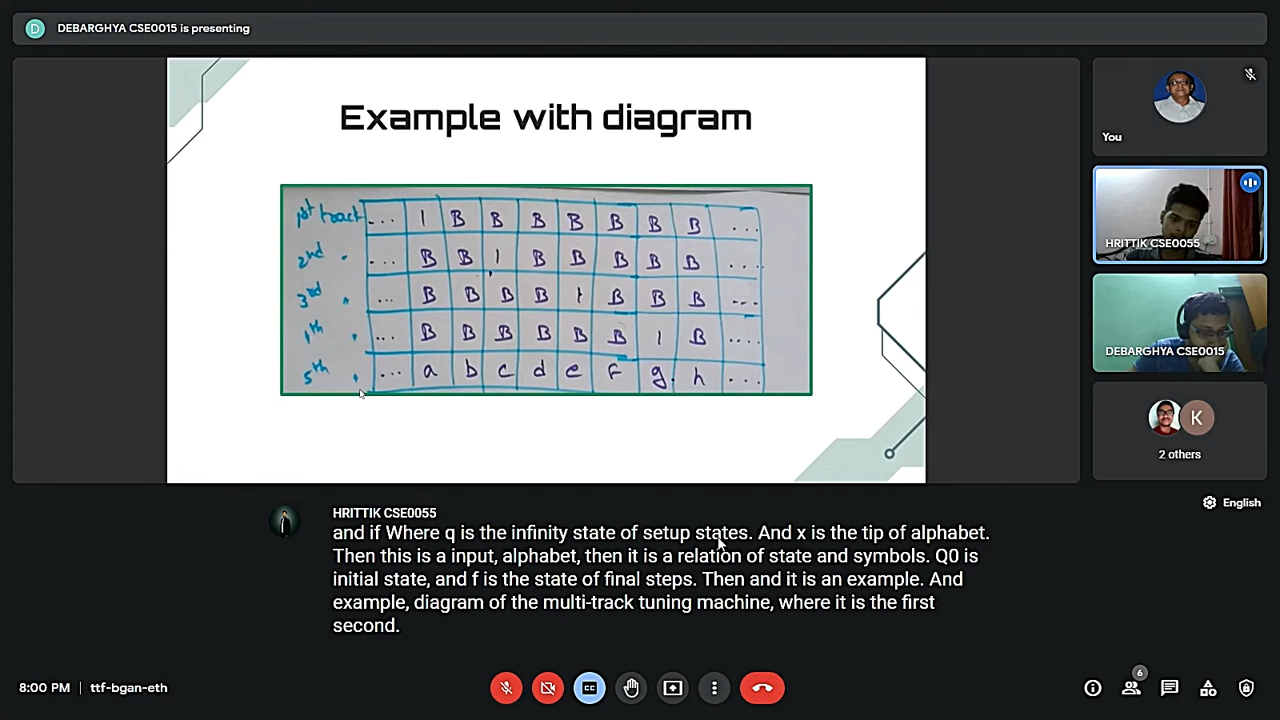 D DEBARGHYA CSE0015 is presenting
Example with diagram
1st track ... 1 B B B B B B B ...
2nd " ... B B 1 B B B B B ....
3rd " ... B B B B 1 B B B ...
1th " ... B B B B B B 1 B ....
5th " ... a b c d e f g. h ...
You
HRITTIK CSE0055
DEBARGHYA CSE0015
K
2 others
English
HRITTIK CSE0055
and if Where q is the infinity state of setup states. And x is the tip of alphabet.
Then this is a input, alphabet, then it is a relation of state and symbols. Q0 is
initial state, and f is the state of final steps. Then and it is an example. And
example, diagram of the multi-track tuning machine, where it is the first
second.
8:00 PM | ttf-bgan-eth
CC
6